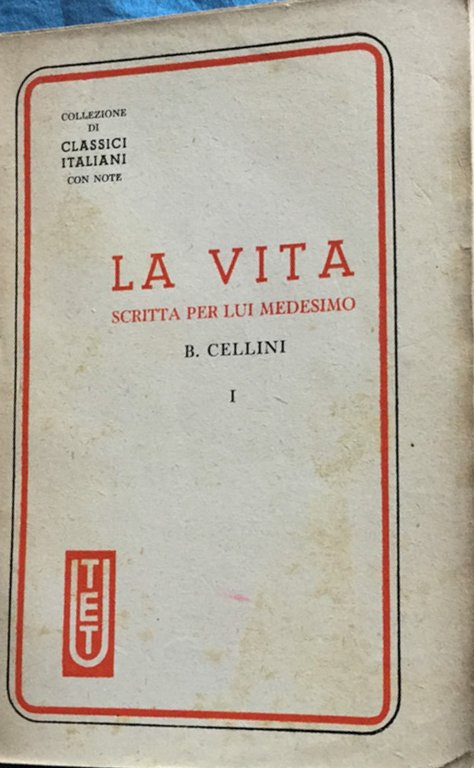 COLLEZIONE
DI
CLASSICI
ITALIANI
CON NOTE
LA VITA
SCRITTA PER LUI MEDESIMO
B. CELLINI
I
UTET